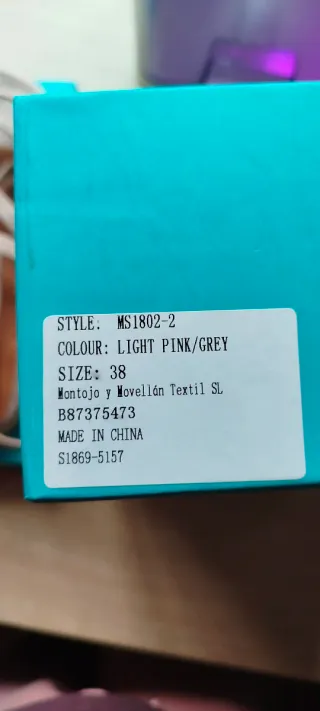 STYLE: MS1802-2
COLOUR: LIGHT PINK/GREY
SIZE: 38
Montojo y Movellán Textil SL
B87375473
MADE IN CHINA
S1869-5157